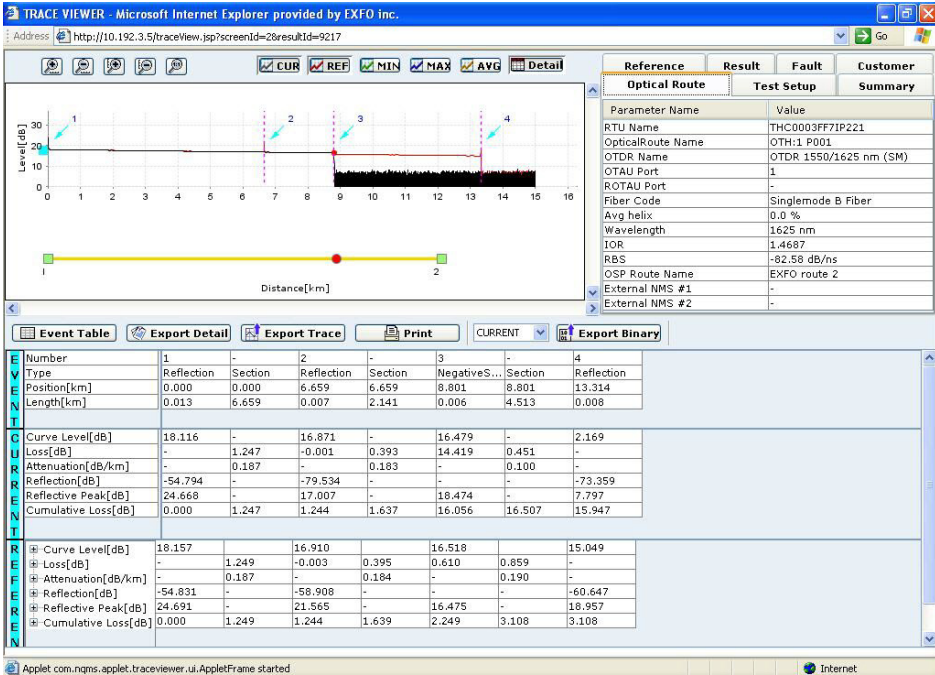 TRACE VIEWER - Microsoft Internet Explorer provided by EXFO inc.
Address http://10.192.3.5/traceView.jsp?screenId=2&resultId=9217 Go
CUR REF MIN MAX AVG Detail
Reference Result Fault Customer
Optical Route Test Setup Summary
Parameter Name Value
RTU Name THC0003FF7IP221
OpticalRoute Name OTH:1 P001
OTDR Name OTDR 1550/1625 nm (SM)
OTAU Port 1
ROTAU Port -
Fiber Code Singlemode B Fiber
Avg helix 0.0 %
Wavelength 1625 nm
IOR 1.4687
RBS -82.58 dB/ns
OSP Route Name EXFO route 2
External NMS #1 -
External NMS #2 -
Level[dB]
30
20
10
0
1 2 3 4
0 1 2 3 4 5 6 7 8 9 10 11 12 13 14 15 16
1 2
Distance[km]
Event Table Export Detail Export Trace Print CURRENT Export Binary
EVENT
Number 1 - 2 - 3 - 4
Type Reflection Section Reflection Section NegativeS... Section Reflection
Position[km] 0.000 0.000 6.659 6.659 8.801 8.801 13.314
Length[km] 0.013 6.659 0.007 2.141 0.006 4.513 0.008
CURRENT
Curve Level[dB] 18.116 - 16.871 - 16.479 - 2.169
Loss[dB] - 1.247 -0.001 0.393 14.419 0.451 -
Attenuation[dB/km] - 0.187 - 0.183 - 0.100 -
Reflection[dB] -54.794 - -79.534 - - - -73.359
Reflective Peak[dB] 24.668 - 17.007 - 18.474 - 7.797
Cumulative Loss[dB] 0.000 1.247 1.244 1.637 16.056 16.507 15.947
REFEREN
Curve Level[dB] 18.157 16.910 16.518 15.049
Loss[dB] - 1.249 -0.003 0.395 0.610 0.859 -
Attenuation[dB/km] - 0.187 - 0.184 - 0.190 -
Reflection[dB] -54.831 - -58.908 - - - -60.647
Reflective Peak[dB] 24.691 - 21.565 - 16.475 - 18.957
Cumulative Loss[dB] 0.000 1.249 1.244 1.639 2.249 3.108 3.108
Applet com.nqms.applet.traceviewer.ui.AppletFrame started Internet